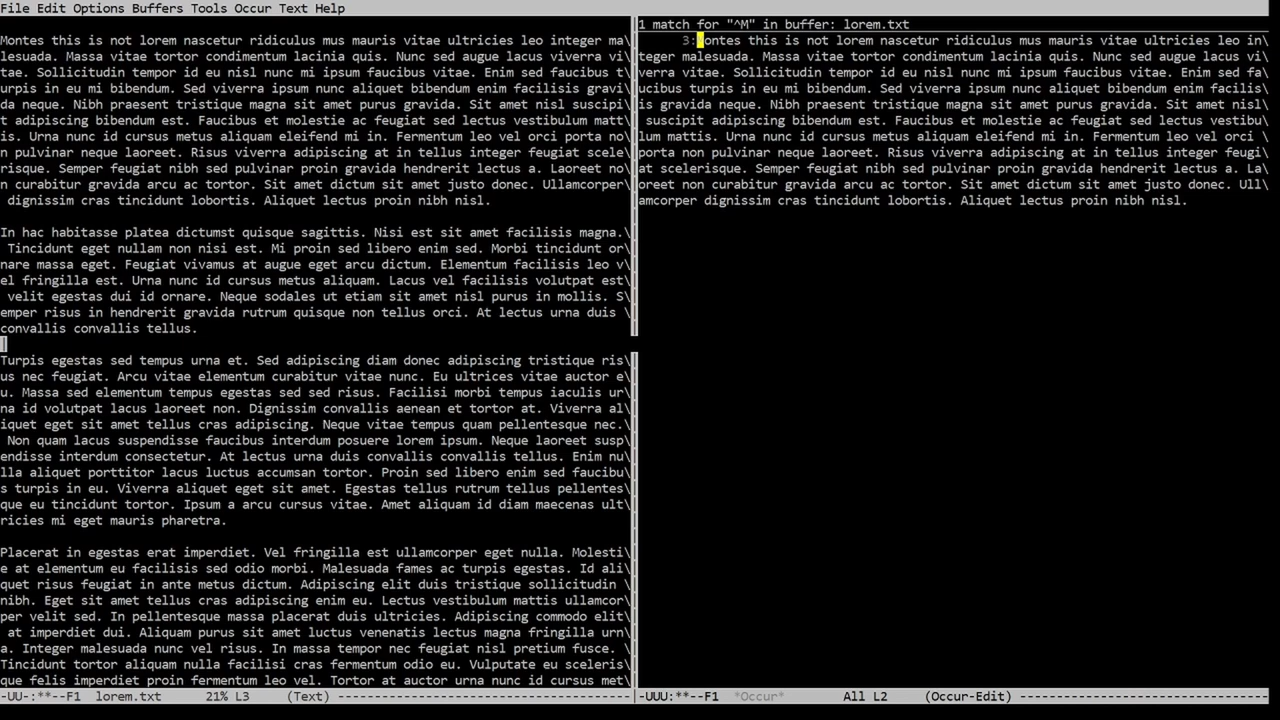 File Edit Options Buffers Tools Occur Text Help
Montes this is not lorem nascetur ridiculus mus mauris vitae ultricies leo integer ma\
lesuada. Massa vitae tortor condimentum lacinia quis. Nunc sed augue lacus viverra vi\
tae. Sollicitudin tempor id eu nisl nunc mi ipsum faucibus vitae. Enim sed faucibus t\
urpis in eu mi bibendum. Sed viverra ipsum nunc aliquet bibendum enim facilisis gravi\
da neque. Nibh praesent tristique magna sit amet purus gravida. Sit amet nisl suscipi\
t adipiscing bibendum est. Faucibus et molestie ac feugiat sed lectus vestibulum matt\
is. Urna nunc id cursus metus aliquam eleifend mi in. Fermentum leo vel orci porta no\
n pulvinar neque laoreet. Risus viverra adipiscing at in tellus integer feugiat scele\
risque. Semper feugiat nibh sed pulvinar proin gravida hendrerit lectus a. Laoreet no\
n curabitur gravida arcu ac tortor. Sit amet dictum sit amet justo donec. Ullamcorper\
 dignissim cras tincidunt lobortis. Aliquet lectus proin nibh nisl.
In hac habitasse platea dictumst quisque sagittis. Nisi est sit amet facilisis magna.\
 Tincidunt eget nullam non nisi est. Mi proin sed libero enim sed. Morbi tincidunt or\
nare massa eget. Feugiat vivamus at augue eget arcu dictum. Elementum facilisis leo v\
el fringilla est. Urna nunc id cursus metus aliquam. Lacus vel facilisis volutpat est\
 velit egestas dui id ornare. Neque sodales ut etiam sit amet nisl purus in mollis. S\
emper risus in hendrerit gravida rutrum quisque non tellus orci. At lectus urna duis \
convallis convallis tellus.
Turpis egestas sed tempus urna et. Sed adipiscing diam donec adipiscing tristique ris\
us nec feugiat. Arcu vitae elementum curabitur vitae nunc. Eu ultrices vitae auctor e\
u. Massa sed elementum tempus egestas sed sed risus. Facilisi morbi tempus iaculis ur\
na id volutpat lacus laoreet non. Dignissim convallis aenean et tortor at. Viverra al\
iquet eget sit amet tellus cras adipiscing. Neque vitae tempus quam pellentesque nec.\
 Non quam lacus suspendisse faucibus interdum posuere lorem ipsum. Neque laoreet susp\
endisse interdum consectetur. At lectus urna duis convallis convallis tellus. Enim nu\
lla aliquet porttitor lacus luctus accumsan tortor. Proin sed libero enim sed faucibu\
s turpis in eu. Viverra aliquet eget sit amet. Egestas tellus rutrum tellus pellentes\
que eu tincidunt tortor. Ipsum a arcu cursus vitae. Amet aliquam id diam maecenas ult\
ricies mi eget mauris pharetra.
Placerat in egestas erat imperdiet. Vel fringilla est ullamcorper eget nulla. Molesti\
e at elementum eu facilisis sed odio morbi. Malesuada fames ac turpis egestas. Id ali\
quet risus feugiat in ante metus dictum. Adipiscing elit duis tristique sollicitudin \
nibh. Eget sit amet tellus cras adipiscing enim eu. Lectus vestibulum mattis ullamcor\
per velit sed. In pellentesque massa placerat duis ultricies. Adipiscing commodo elit\
 at imperdiet dui. Aliquam purus sit amet luctus venenatis lectus magna fringilla urn\
a. Integer malesuada nunc vel risus. In massa tempor nec feugiat nisl pretium fusce. \
Tincidunt tortor aliquam nulla facilisi cras fermentum odio eu. Vulputate eu sceleris\
que felis imperdiet proin fermentum leo vel. Tortor at auctor urna nunc id cursus met\
-UU-:**--F1  lorem.txt      21% L3     (Text)------------------------------------------
1 match for "^M" in buffer: lorem.txt
      3:Montes this is not lorem nascetur ridiculus mus mauris vitae ultricies leo in\
teger malesuada. Massa vitae tortor condimentum lacinia quis. Nunc sed augue lacus vi\
verra vitae. Sollicitudin tempor id eu nisl nunc mi ipsum faucibus vitae. Enim sed fa\
ucibus turpis in eu mi bibendum. Sed viverra ipsum nunc aliquet bibendum enim facilis\
is gravida neque. Nibh praesent tristique magna sit amet purus gravida. Sit amet nisl\
 suscipit adipiscing bibendum est. Faucibus et molestie ac feugiat sed lectus vestibu\
lum mattis. Urna nunc id cursus metus aliquam eleifend mi in. Fermentum leo vel orci \
porta non pulvinar neque laoreet. Risus viverra adipiscing at in tellus integer feugi\
at scelerisque. Semper feugiat nibh sed pulvinar proin gravida hendrerit lectus a. La\
oreet non curabitur gravida arcu ac tortor. Sit amet dictum sit amet justo donec. Ull\
amcorper dignissim cras tincidunt lobortis. Aliquet lectus proin nibh nisl.
-UUU:**--F1  *Occur*        All L2     (Occur-Edit)-----------------------------------